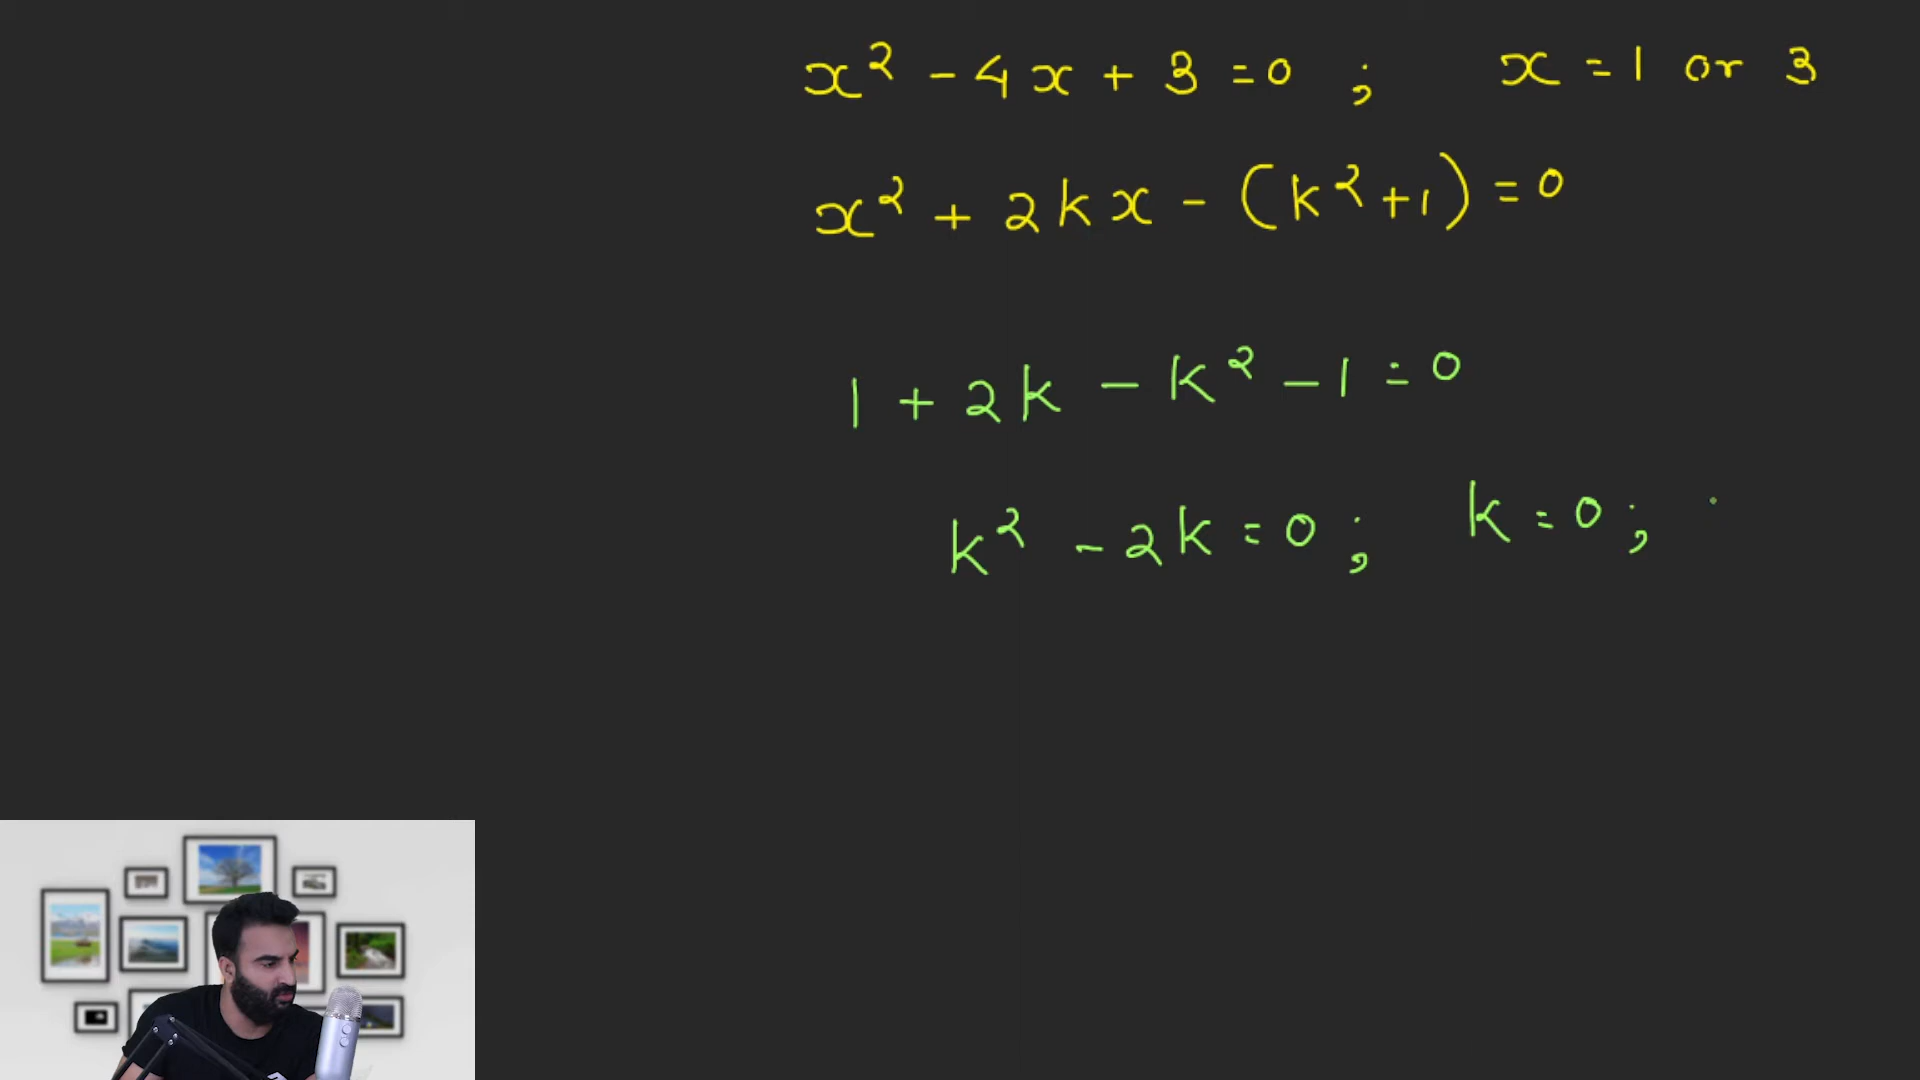 x² - 4x + 3 = 0 ; x = 1 or 3
x² + 2kx - (k² + 1) = 0
1 + 2k - k² - 1 = 0
k² - 2k = 0 ; k = 0 ;